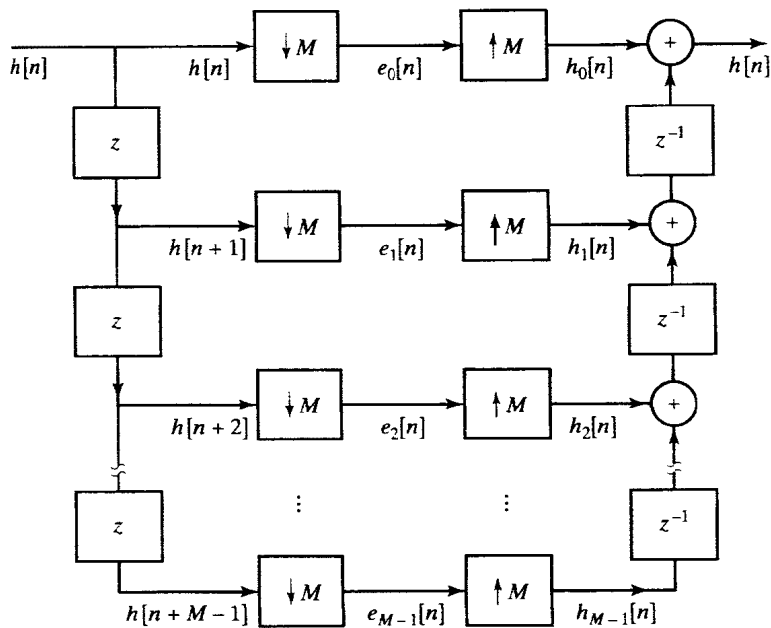 h[n] h[n] ↓M e₀[n] ↑M h₀[n] + h[n]
z z⁻¹
h[n + 1] ↓M e₁[n] ↑M h₁[n] +
z z⁻¹
h[n + 2] ↓M e₂[n] ↑M h₂[n] +
z ⋮ ⋮ z⁻¹
h[n + M − 1] ↓M e_{M−1}[n] ↑M h_{M−1}[n]